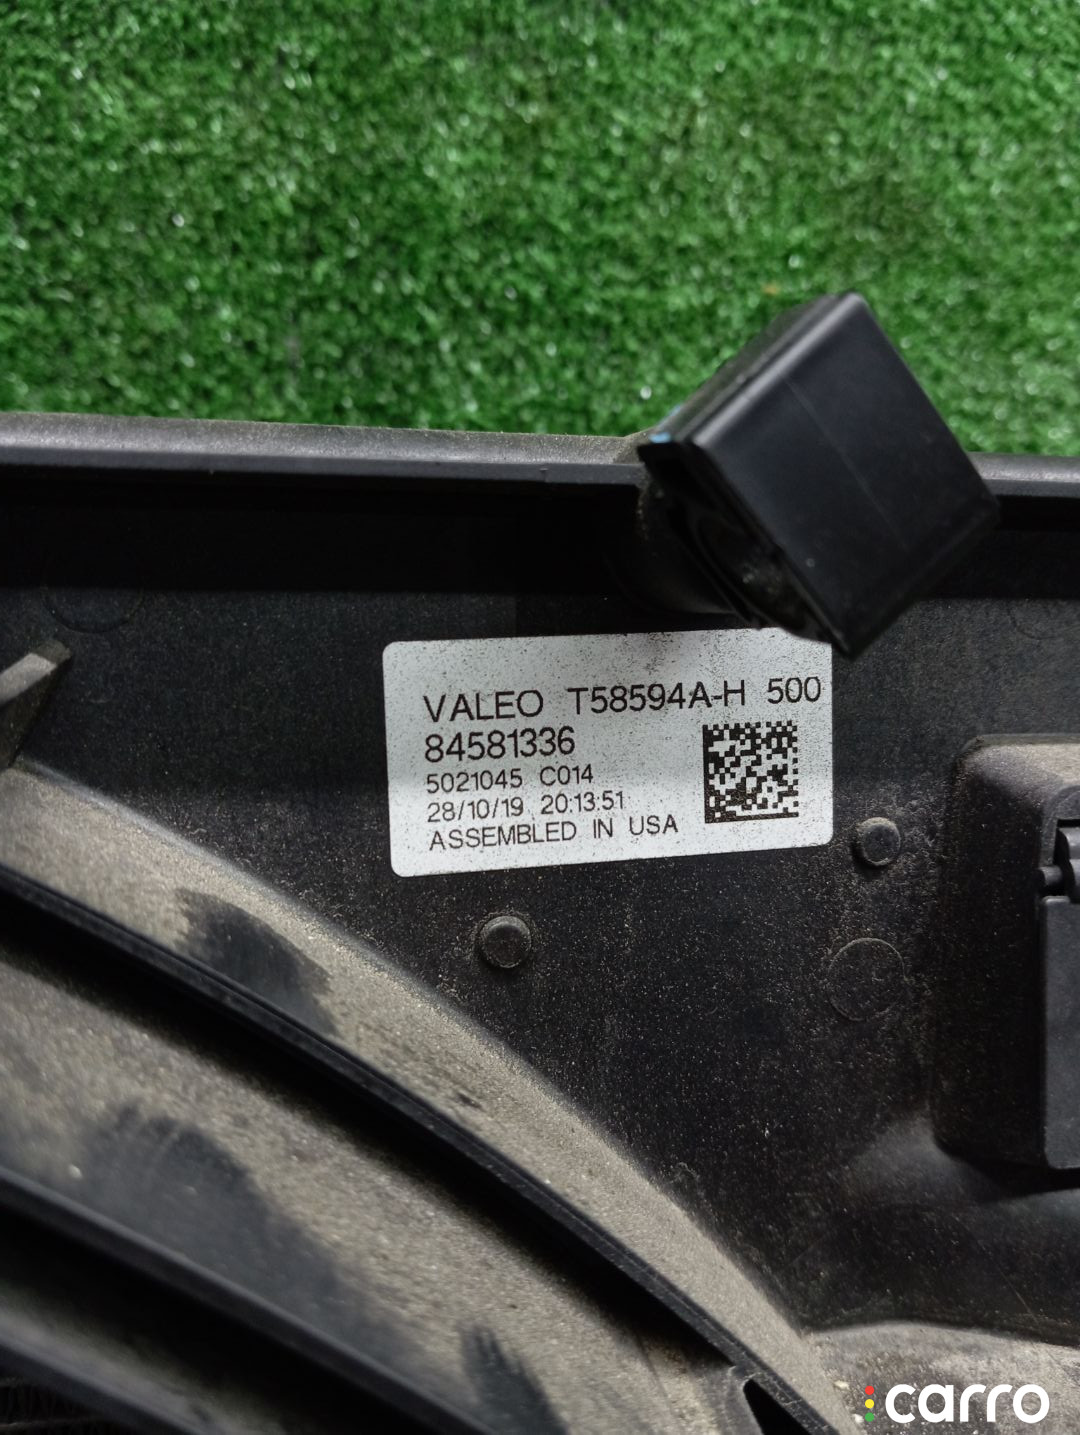 VALEO T58594A-H 500
84581336
5021045 C014
28/10/19 20:13:51
ASSEMBLED IN USA
carro